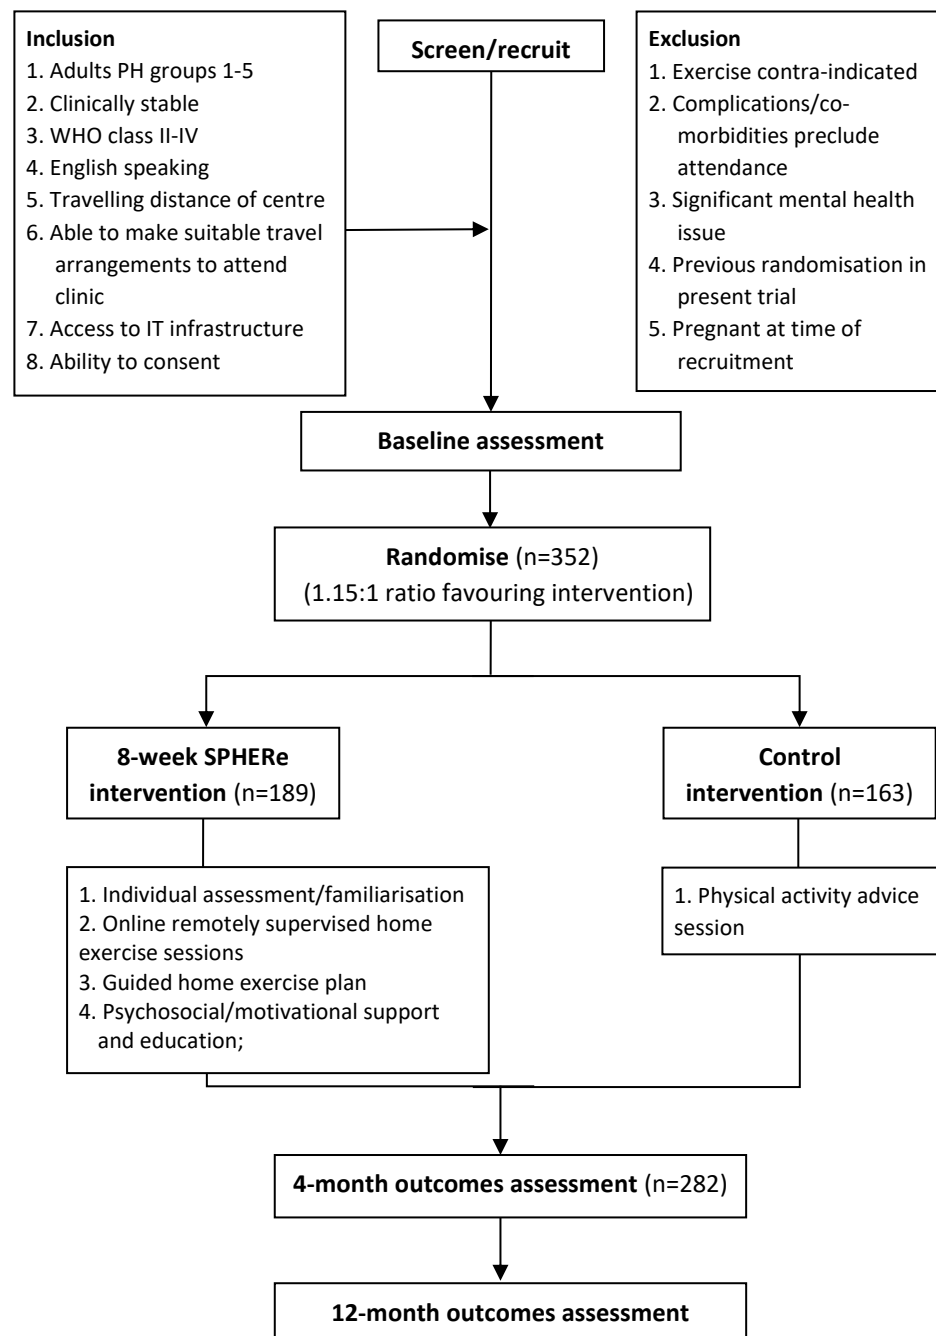 Inclusion
1. Adults PH groups 1-5
2. Clinically stable
3. WHO class II-IV
4. English speaking
5. Travelling distance of centre
6. Able to make suitable travel
arrangements to attend
clinic
7. Access to IT infrastructure
8. Ability to consent
Screen/recruit
Exclusion
1. Exercise contra-indicated
2. Complications/co-
morbidities preclude
attendance
3. Significant mental health
issue
4. Previous randomisation in
present trial
5. Pregnant at time of
recruitment
Baseline assessment
Randomise (n=352)
(1.15:1 ratio favouring intervention)
8-week SPHERe
intervention (n=189)
Control
intervention (n=163)
1. Individual assessment/familiarisation
2. Online remotely supervised home
exercise sessions
3. Guided home exercise plan
4. Psychosocial/motivational support
and education;
1. Physical activity advice
session
4-month outcomes assessment (n=282)
12-month outcomes assessment